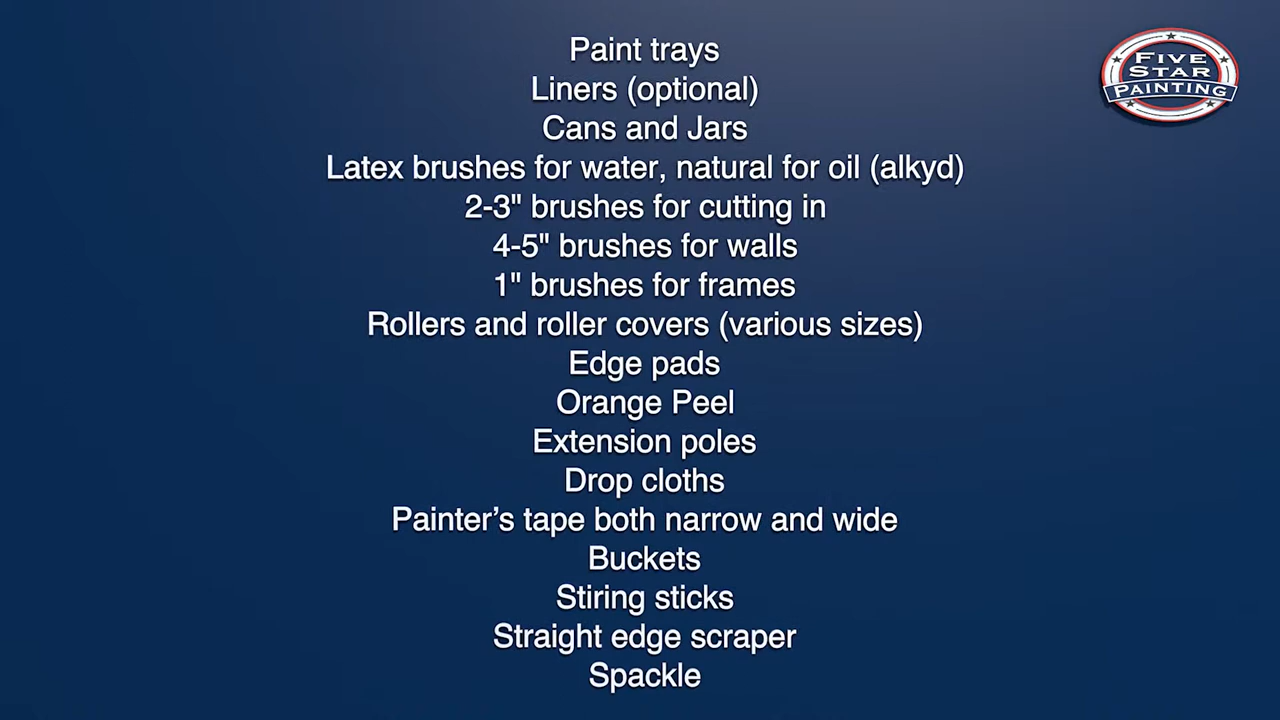 Paint trays
Liners (optional)
Cans and Jars
Latex brushes for water, natural for oil (alkyd)
2-3" brushes for cutting in
4-5" brushes for walls
1" brushes for frames
Rollers and roller covers (various sizes)
Edge pads
Orange Peel
Extension poles
Drop cloths
Painter’s tape both narrow and wide
Buckets
Stiring sticks
Straight edge scraper
Spackle
FIVE
STAR
PAINTING